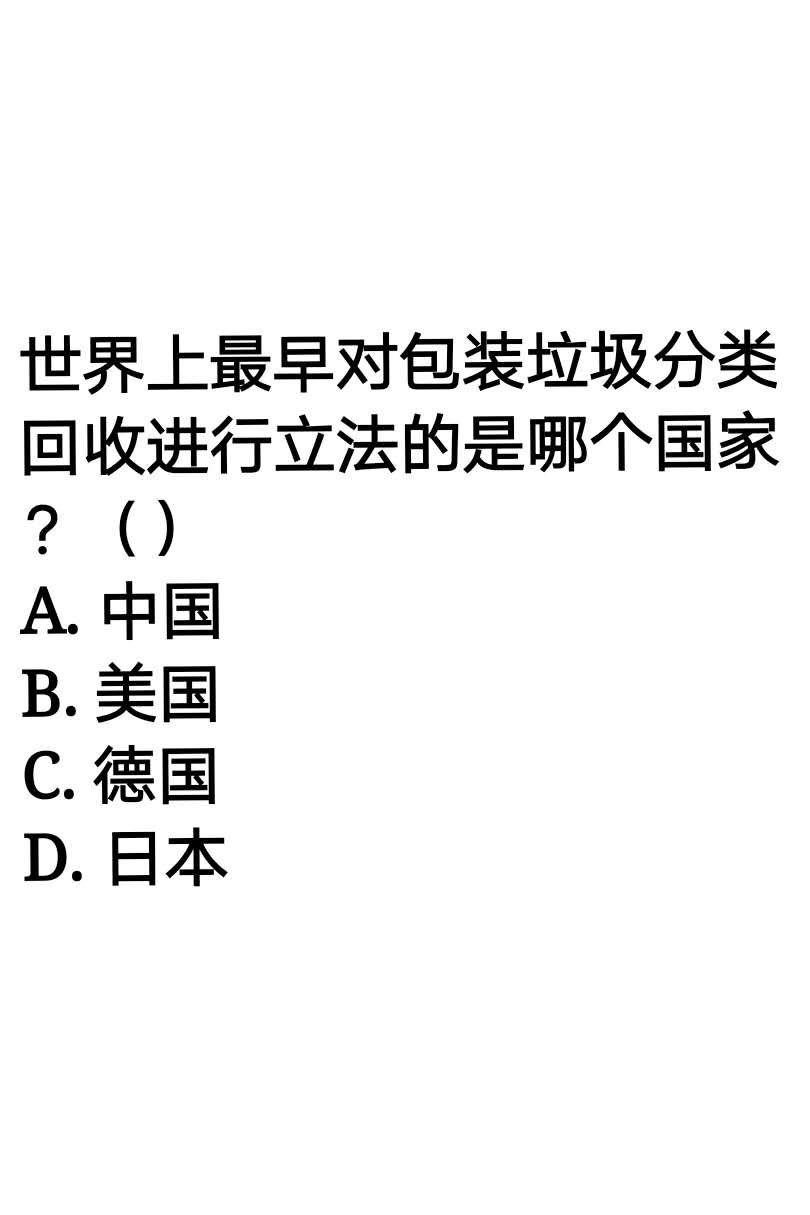 世界上最早对包装垃圾分类
回收进行立法的是哪个国家
？（ ）
A. 中国
B. 美国
C. 德国
D. 日本